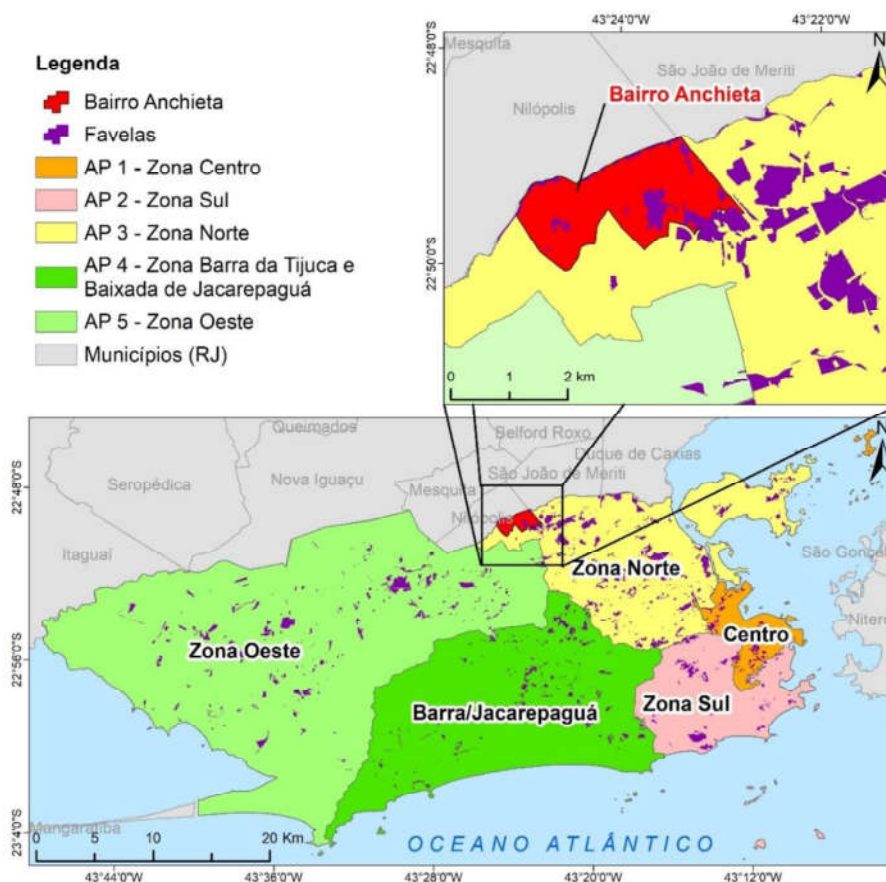 43°24'0"O
43°22'0"O
22°48'0"S
Mesquita
N
São João de Meriti
Bairro Anchieta
Nilópolis
22°50'0"S
0 1 2 km
Legenda
Bairro Anchieta
Favelas
AP 1 - Zona Centro
AP 2 - Zona Sul
AP 3 - Zona Norte
AP 4 - Zona Barra da Tijuca e
Baixada de Jacarepaguá
AP 5 - Zona Oeste
Municípios (RJ)
Queimados
Belford Roxo
N
Duque de Caxias
22°48'0"S
Seropédica
Nova Iguaçu
São João de Meriti
Mesquita
Nilópolis
Itaguaí
São Gonçal
Zona Norte
Centro
Niteró
22°56'0"S
Zona Oeste
Barra/Jacarepaguá
Zona Sul
23°4'0"S
Mangaratiba
0 5 10 20 Km
OCEANO ATLÂNTICO
43°44'0"O
43°36'0"O
43°28'0"O
43°20'0"O
43°12'0"O